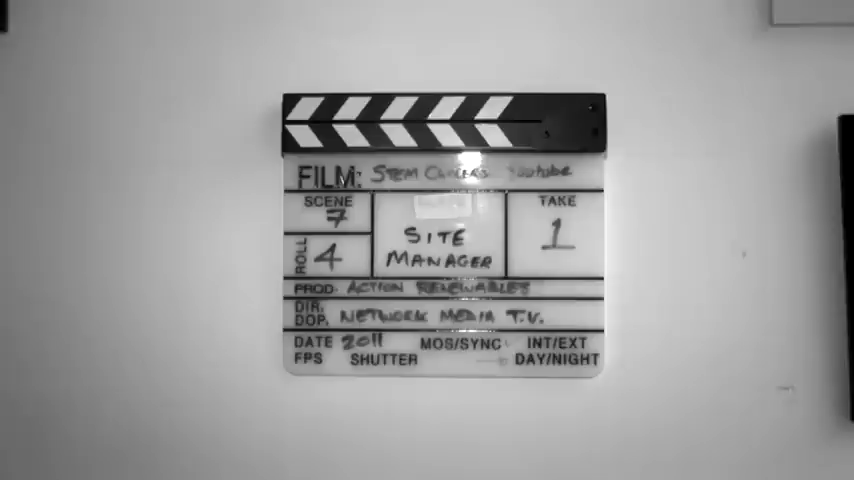 FILM: STEM CAREERS Youtube
SCENE 7
ROLL 4
SITE MANAGER
TAKE 1
PROD. ACTION RENEWABLES
DIR. DOP. NETWORK MEDIA T.V.
DATE 2011 MOS/SYNC INT/EXT
FPS SHUTTER DAY/NIGHT